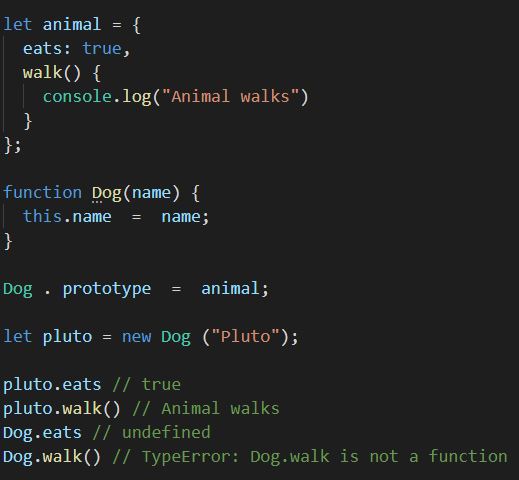 let animal = {
  eats: true,
  walk() {
    console.log("Animal walks")
  }
};
function Dog(name) {
  this.name  =  name;
}
Dog . prototype  =  animal;
let pluto = new Dog ("Pluto");
pluto.eats // true
pluto.walk() // Animal walks
Dog.eats // undefined
Dog.walk() // TypeError: Dog.walk is not a function